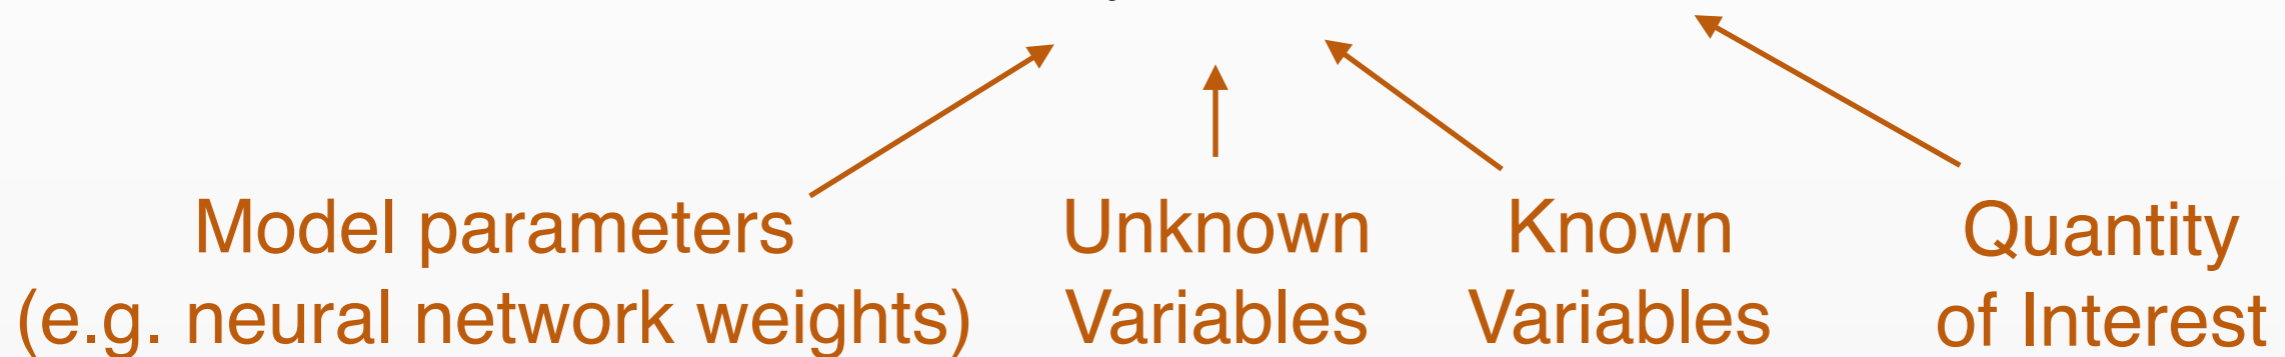 Model parameters
(e.g. neural network weights)
Unknown
Variables
Known
Variables
Quantity
of Interest